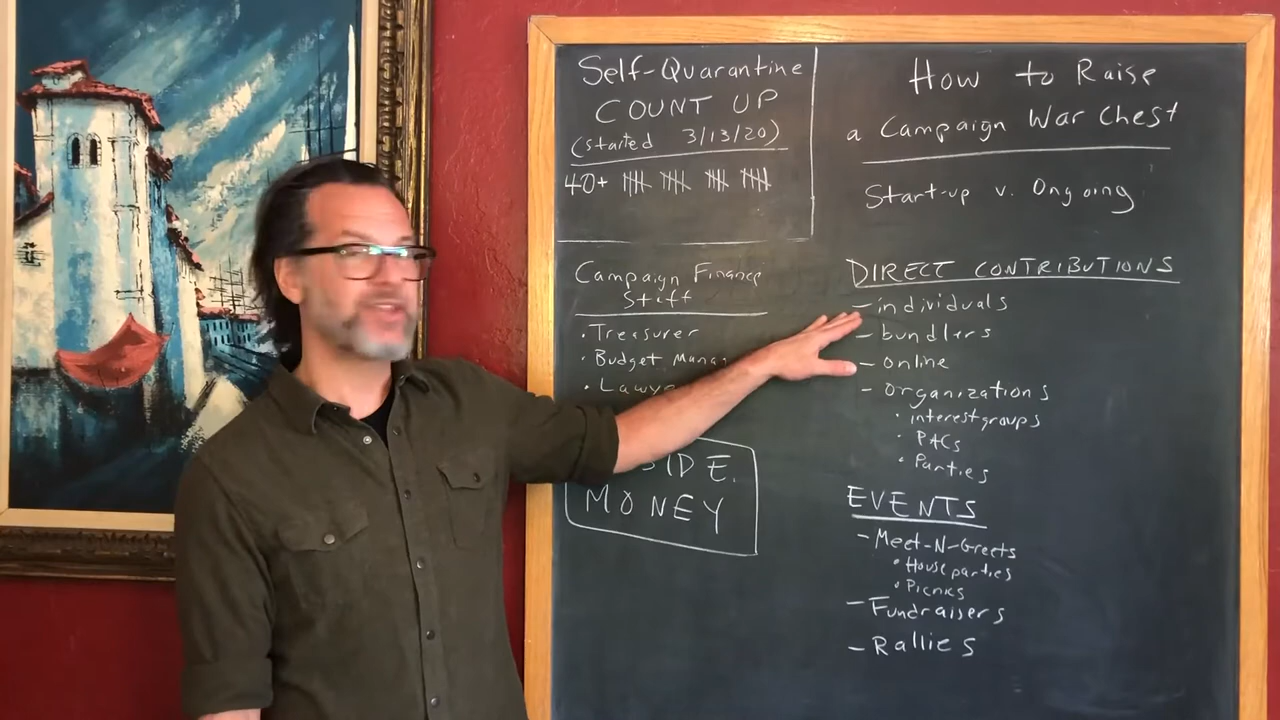 Self-Quarantine
COUNT UP
(started 3/13/20)
40+
Campaign Finance
Staff
• Treasurer
• Budget
•
MONEY
How to Raise
a Campaign War Chest
Start-up v. Ongoing
DIRECT CONTRIBUTIONS
- individuals
- bundlers
- online
- organizations
• interest groups
• PACs
• Parties
EVENTS
- Meet-N-Greets
• House parties
• Picnics
- Fundraisers
- Rallies